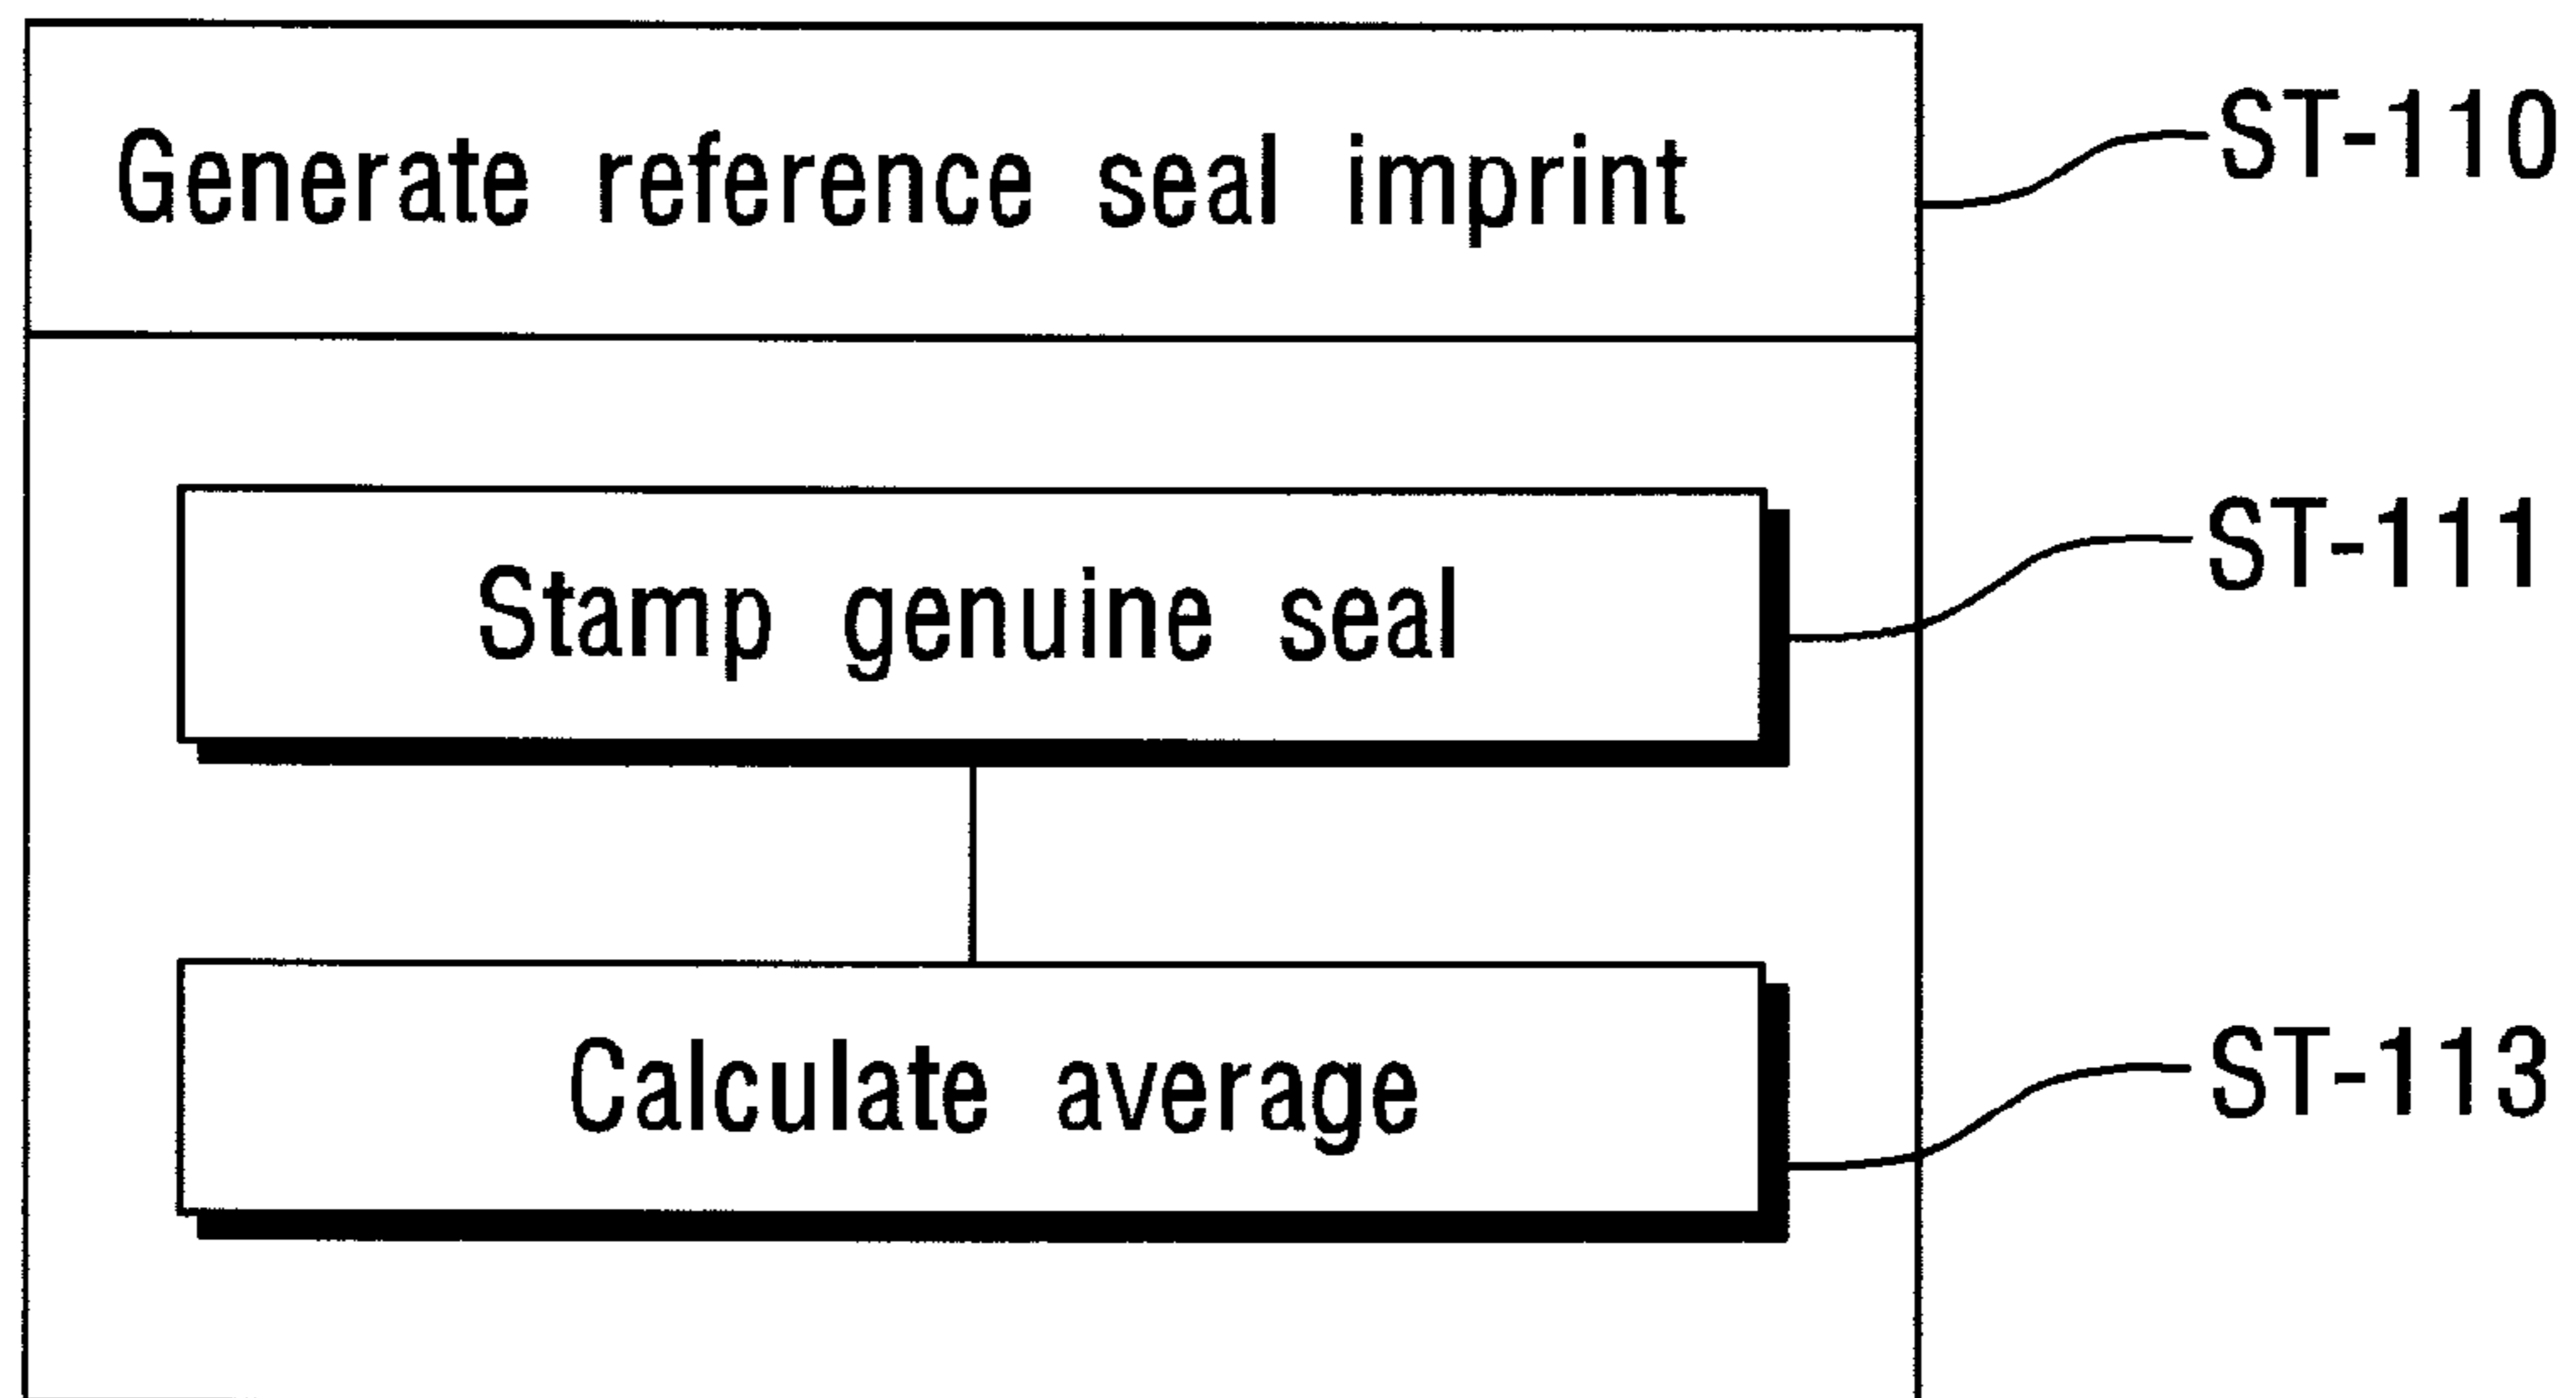 Generate reference seal imprint
ST-110
Stamp genuine seal
ST-111
Calculate average
ST-113